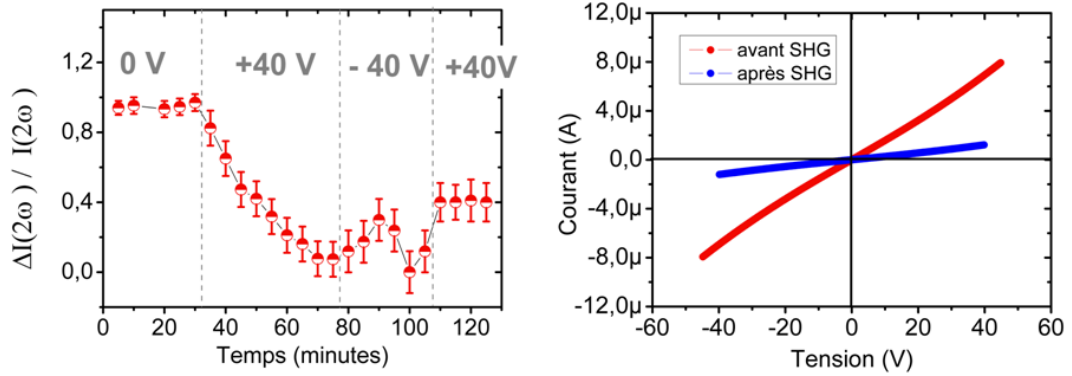 0 V +40 V - 40 V +40V
ΔI(2ω) / I(2ω)
1,2
0,8
0,4
0,0
0 20 40 60 80 100 120
Temps (minutes)
avant SHG
après SHG
Courant (A)
12,0µ
8,0µ
4,0µ
0,0
-4,0µ
-8,0µ
-12,0µ
-60 -40 -20 0 20 40 60
Tension (V)